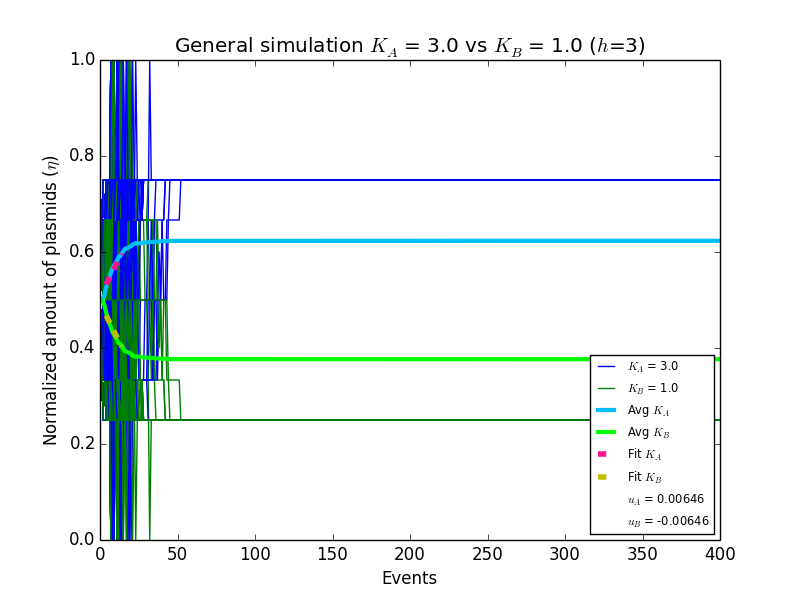 General simulation K_A = 3.0 vs K_B = 1.0 (h=3)
Normalized amount of plasmids (η)
1.0
0.8
0.6
0.4
0.2
0.0
K_A = 3.0
K_B = 1.0
Avg K_A
Avg K_B
Fit K_A
Fit K_B
u_A = 0.00646
u_B = -0.00646
0 50 100 150 200 250 300 350 400
Events